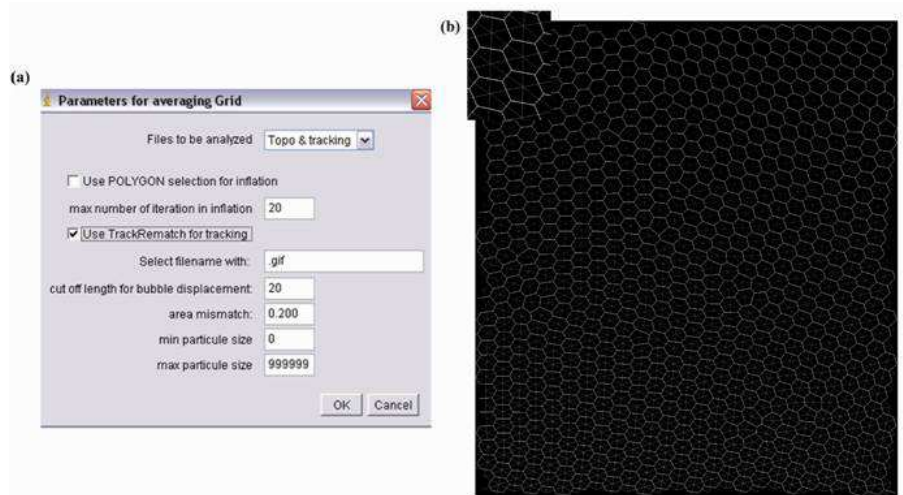 (a)
Parameters for averaging Grid
Files to be analyzed Topo & tracking
Use POLYGON selection for inflation
max number of iteration in inflation 20
Use TrackRematch for tracking
Select filename with: .gif
cut off length for bubble displacement: 20
area mismatch: 0.200
min particule size 0
max particule size 999999
OK Cancel
(b)